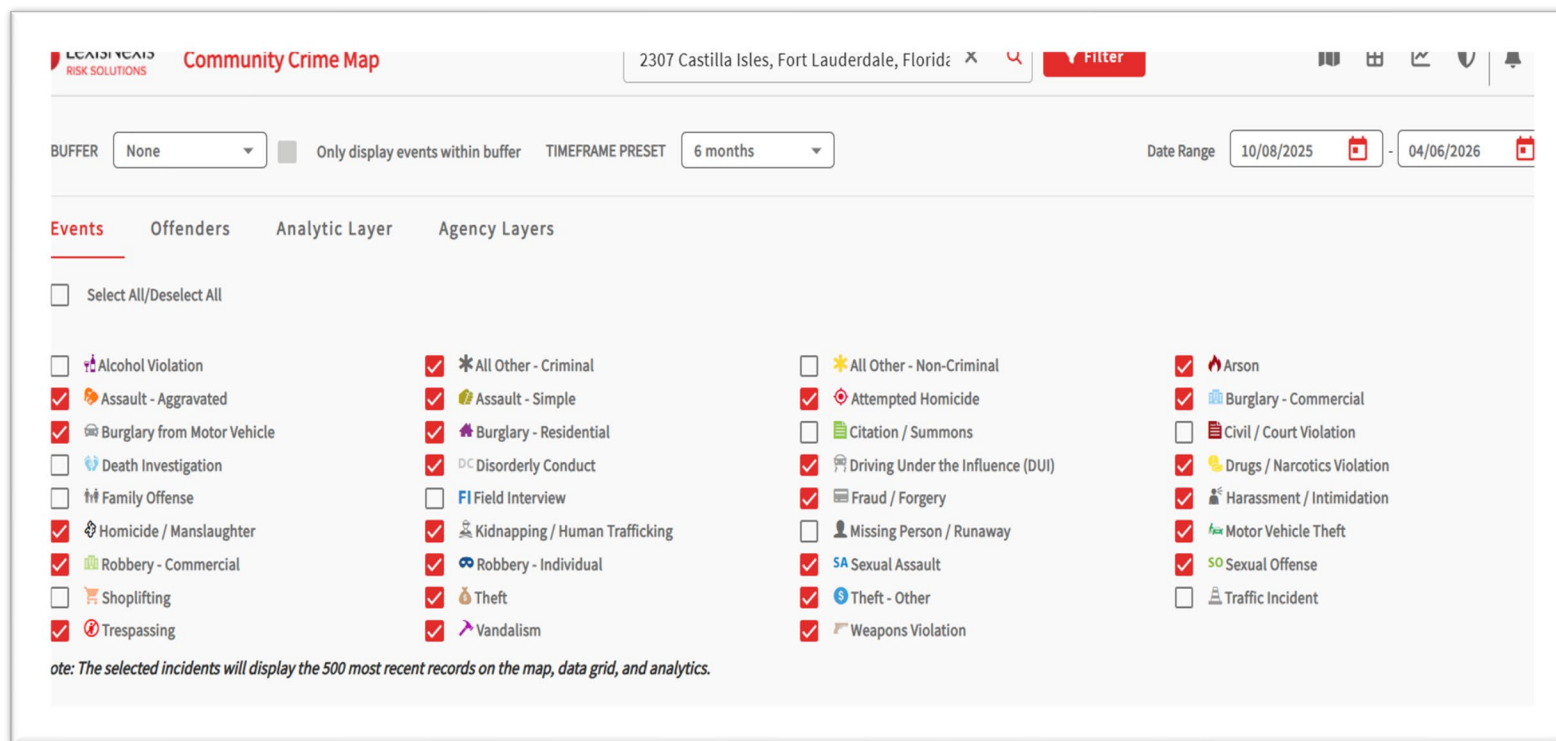 LexisNexis
RISK SOLUTIONS
Community Crime Map
2307 Castilla Isles, Fort Lauderdale, Florida
Filter
BUFFER None Only display events within buffer TIMEFRAME PRESET 6 months Date Range 10/08/2025 - 04/06/2026
Events Offenders Analytic Layer Agency Layers
Select All/Deselect All
Alcohol Violation All Other - Criminal All Other - Non-Criminal Arson
Assault - Aggravated Assault - Simple Attempted Homicide Burglary - Commercial
Burglary from Motor Vehicle Burglary - Residential Citation / Summons Civil / Court Violation
Death Investigation DC Disorderly Conduct Driving Under the Influence (DUI) Drugs / Narcotics Violation
Family Offense FI Field Interview Fraud / Forgery Harassment / Intimidation
Homicide / Manslaughter Kidnapping / Human Trafficking Missing Person / Runaway Motor Vehicle Theft
Robbery - Commercial Robbery - Individual SA Sexual Assault SO Sexual Offense
Shoplifting Theft $ Theft - Other Traffic Incident
Trespassing Vandalism Weapons Violation
ote: The selected incidents will display the 500 most recent records on the map, data grid, and analytics.